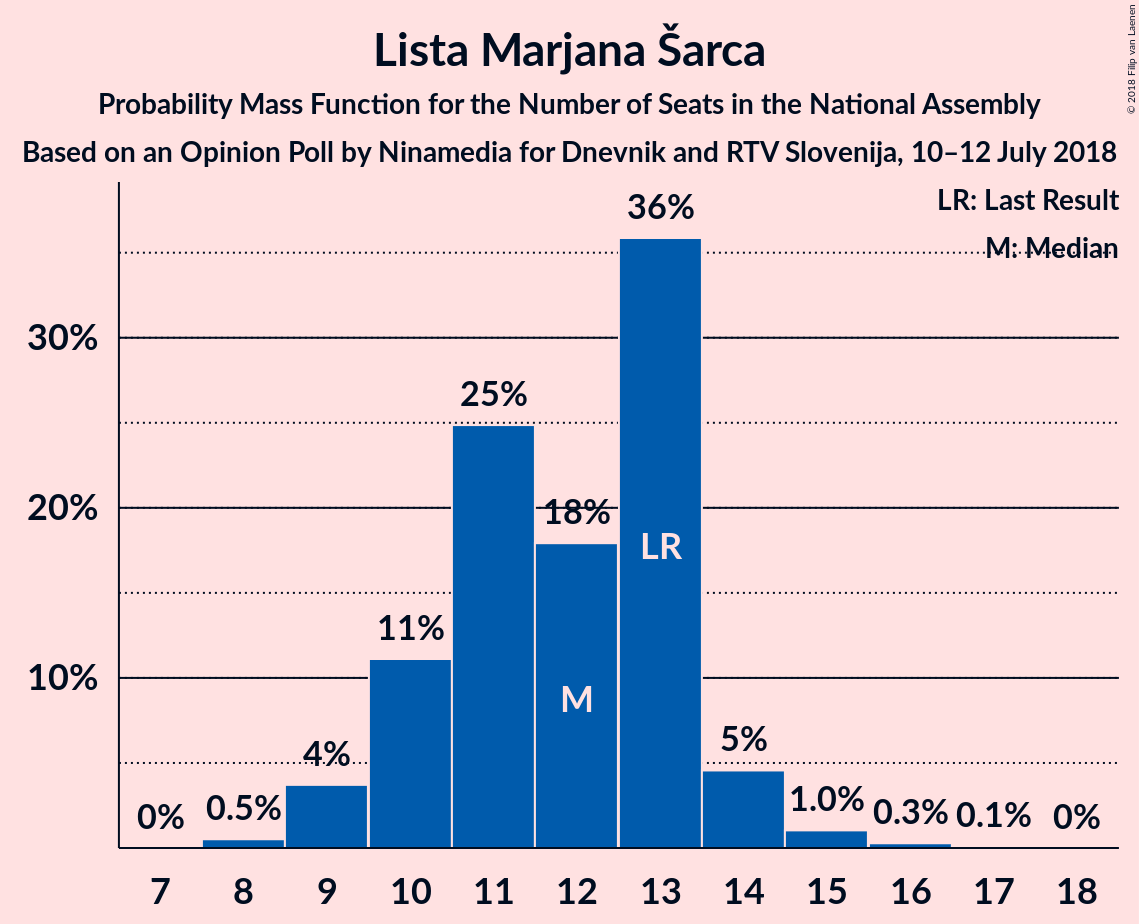 Lista Marjana Šarca
Probability Mass Function for the Number of Seats in the National Assembly
Based on an Opinion Poll by Ninamedia for Dnevnik and RTV Slovenija, 10–12 July 2018
© 2018 Filip van Laenen
LR: Last Result
M: Median
36%
30%
25%
20%
18%
LR
11%
10%
M
5%
4%
1.0%
0.5%
0.3%
0.1%
0%
0%
7 8 9 10 11 12 13 14 15 16 17 18